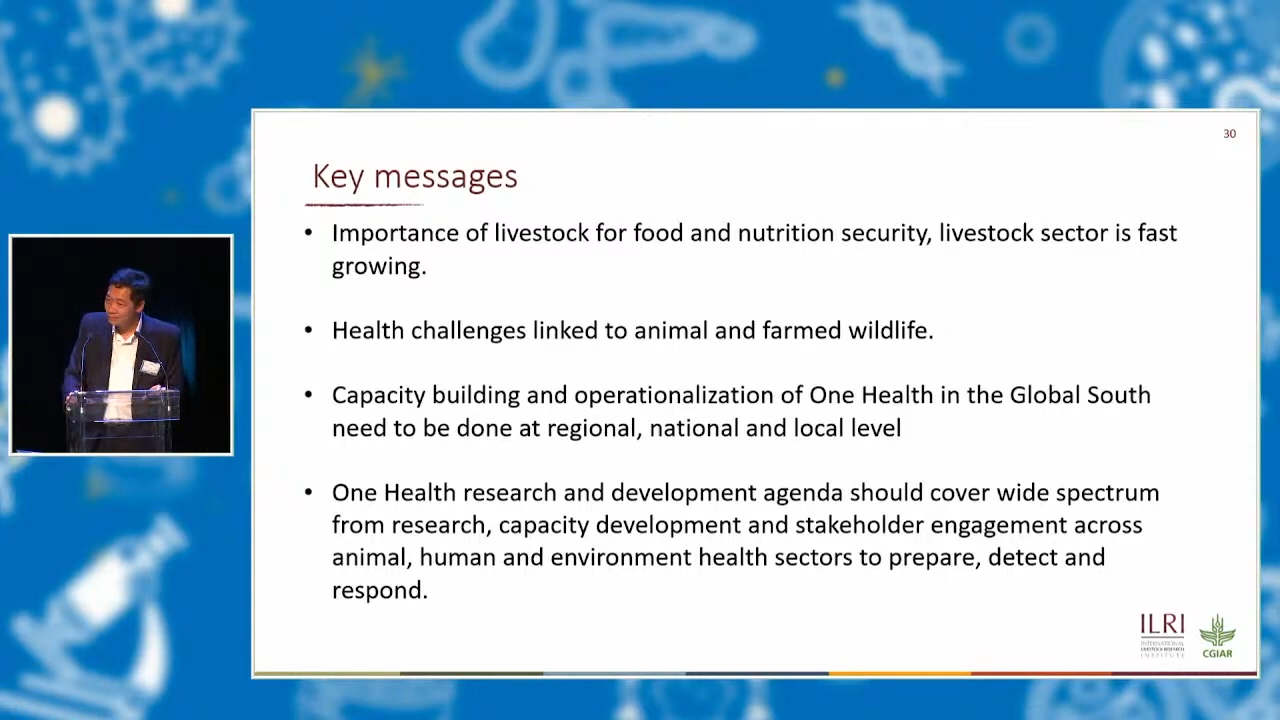 30
Key messages
• Importance of livestock for food and nutrition security, livestock sector is fast
growing.
• Health challenges linked to animal and farmed wildlife.
• Capacity building and operationalization of One Health in the Global South
need to be done at regional, national and local level
• One Health research and development agenda should cover wide spectrum
from research, capacity development and stakeholder engagement across
animal, human and environment health sectors to prepare, detect and
respond.
ILRI
INTERNATIONAL
LIVESTOCK RESEARCH
INSTITUTE
CGIAR